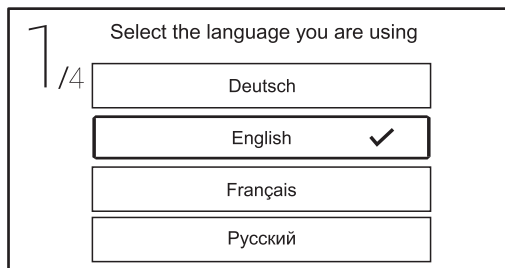 1/4
Select the language you are using
Deutsch
English
Français
Русский